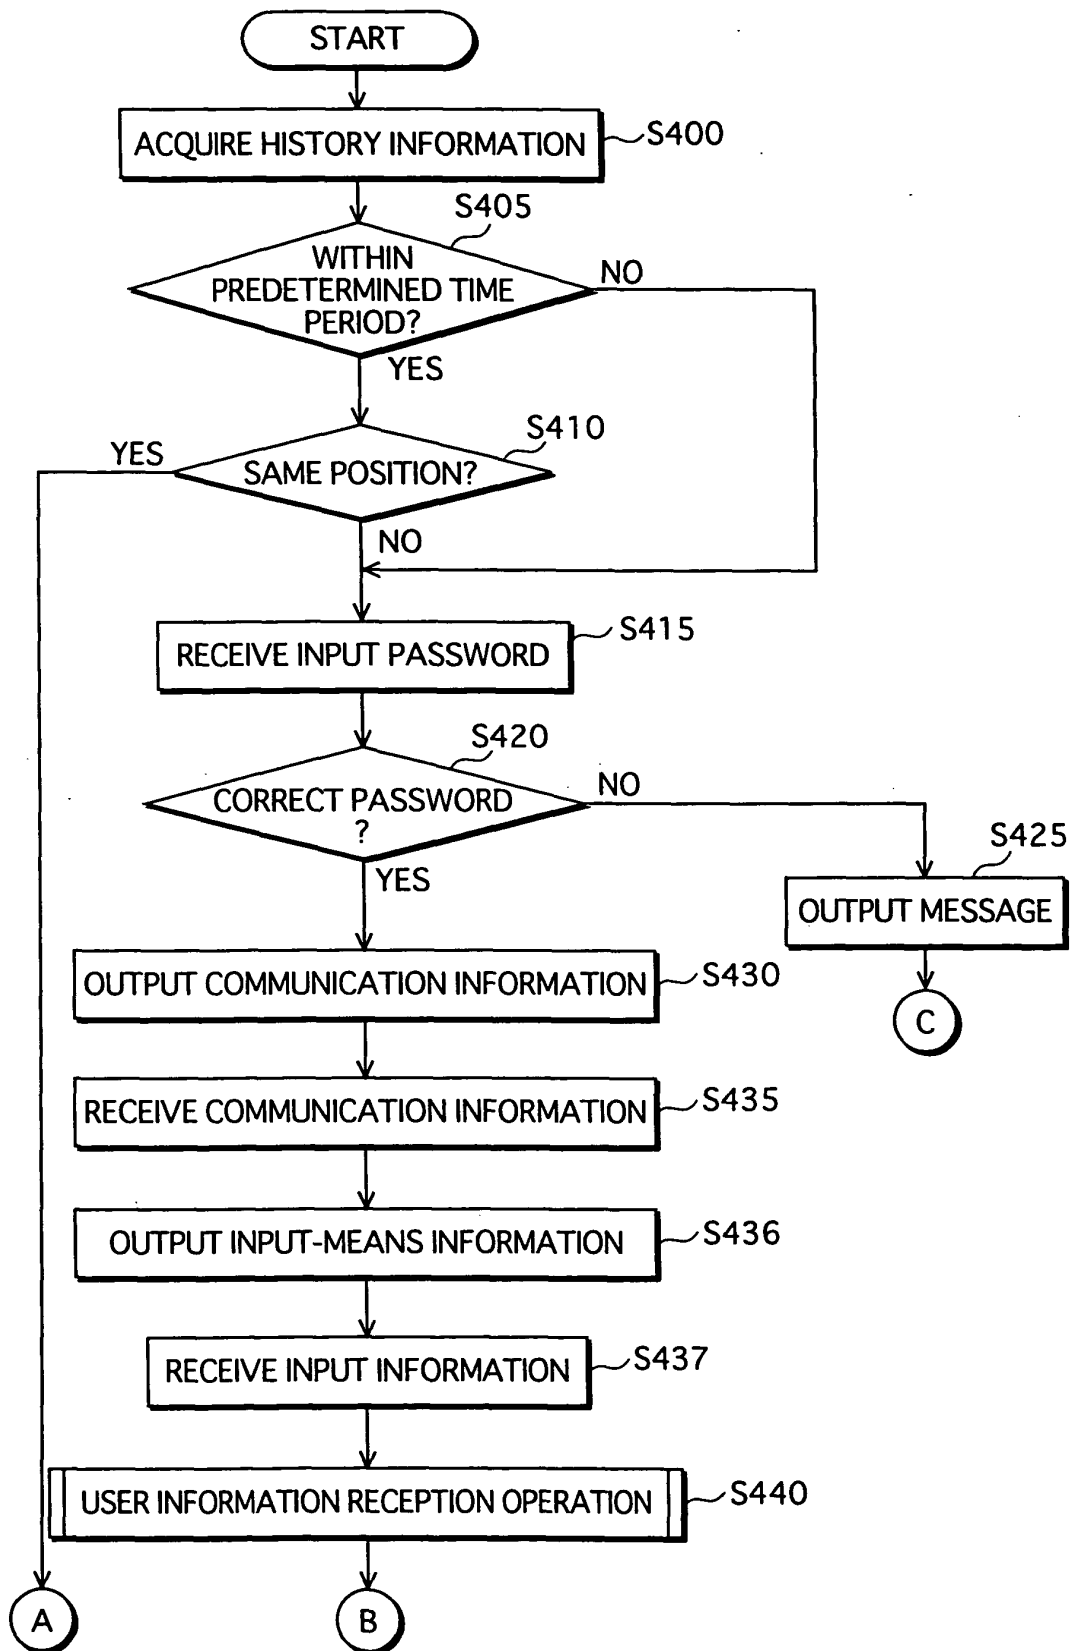 START
ACQUIRE HISTORY INFORMATION
S400
S405
WITHIN
PREDETERMINED TIME
PERIOD?
NO
YES
S410
YES
SAME POSITION?
NO
S415
RECEIVE INPUT PASSWORD
S420
CORRECT PASSWORD
?
NO
YES
S425
OUTPUT MESSAGE
OUTPUT COMMUNICATION INFORMATION
S430
C
RECEIVE COMMUNICATION INFORMATION
S435
OUTPUT INPUT-MEANS INFORMATION
S436
RECEIVE INPUT INFORMATION
S437
USER INFORMATION RECEPTION OPERATION
S440
A
B